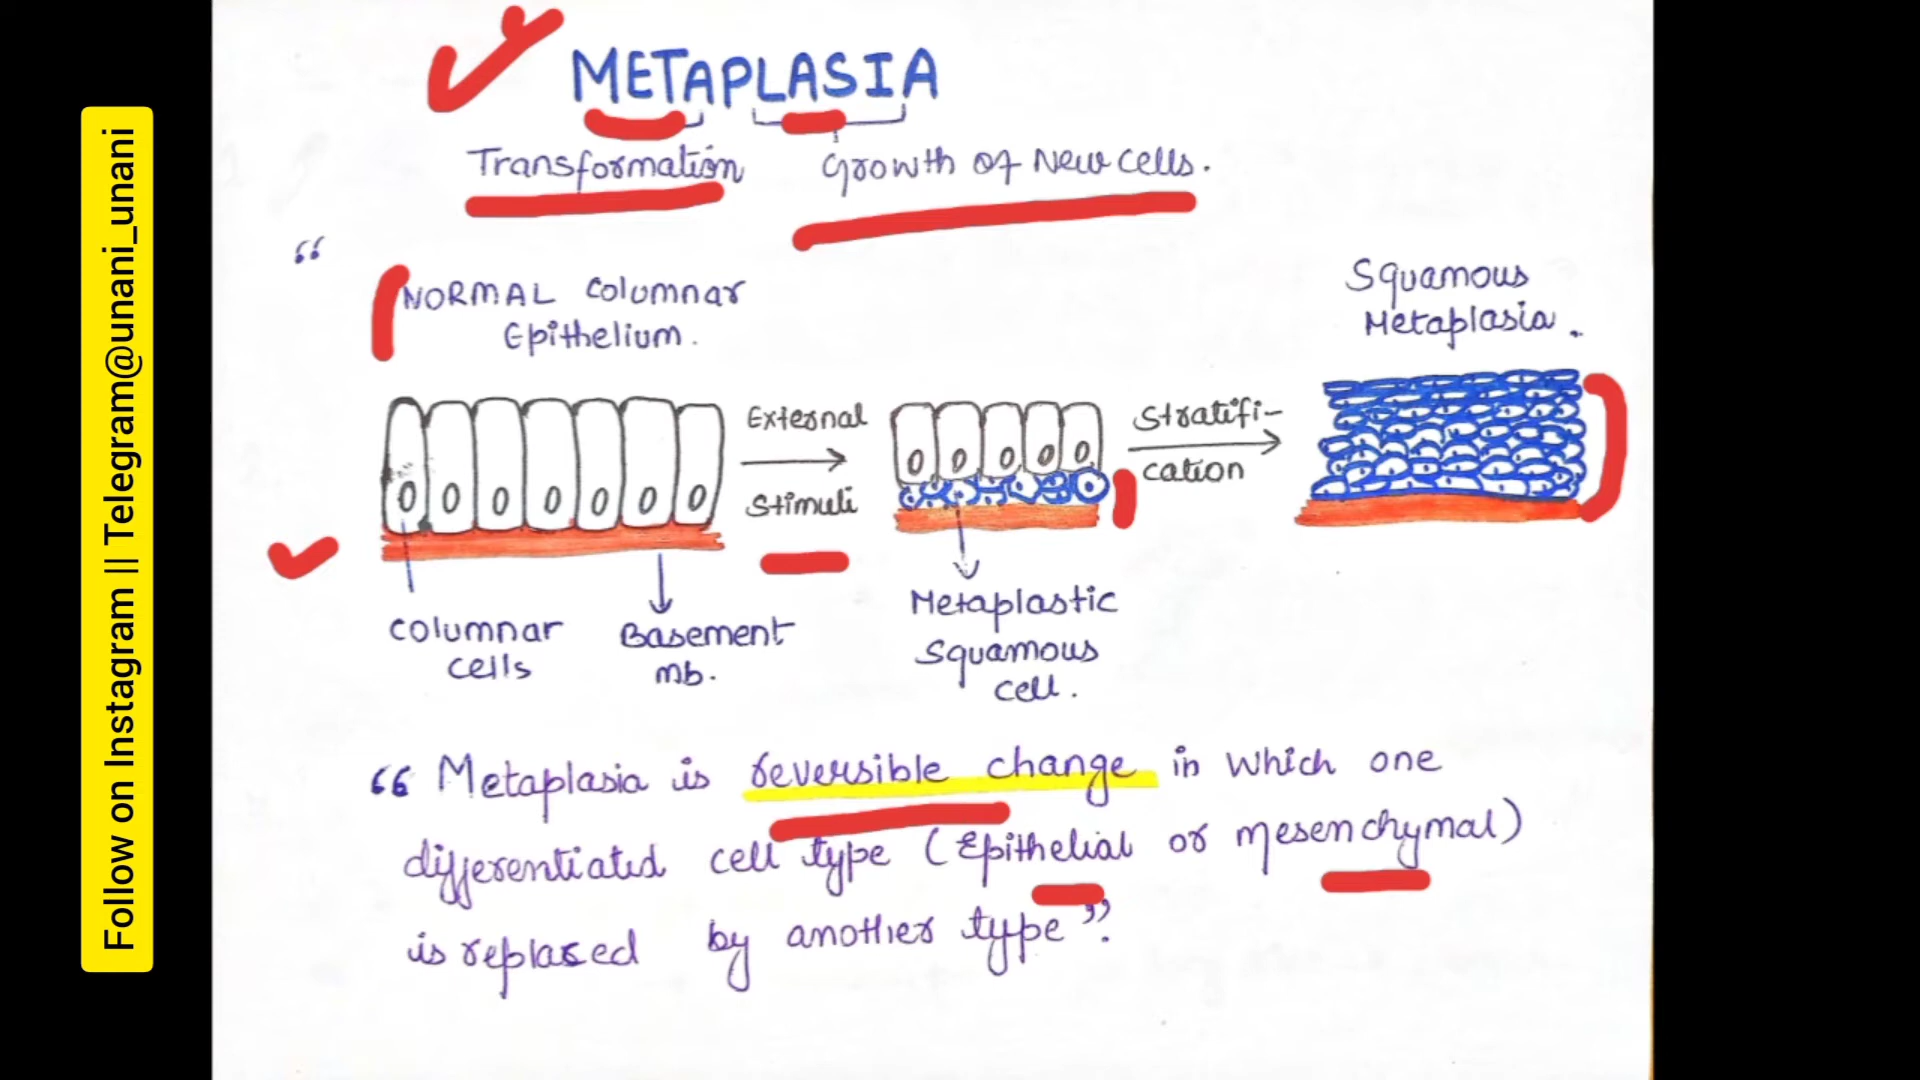 Follow on Instagram || Telegram@unani_unani
METAPLASIA
Transformation Growth of New cells.
“
NORMAL Columnar
Epithelium.
Squamous
Metaplasia.
External
Stimuli
Stratifi-
cation
Columnar
cells
Basement
mb.
Metaplastic
Squamous
cell.
“ Metaplasia is reversible change in which one
differentiated cell type (Epithelial or mesenchymal)
is replaced by another type”.